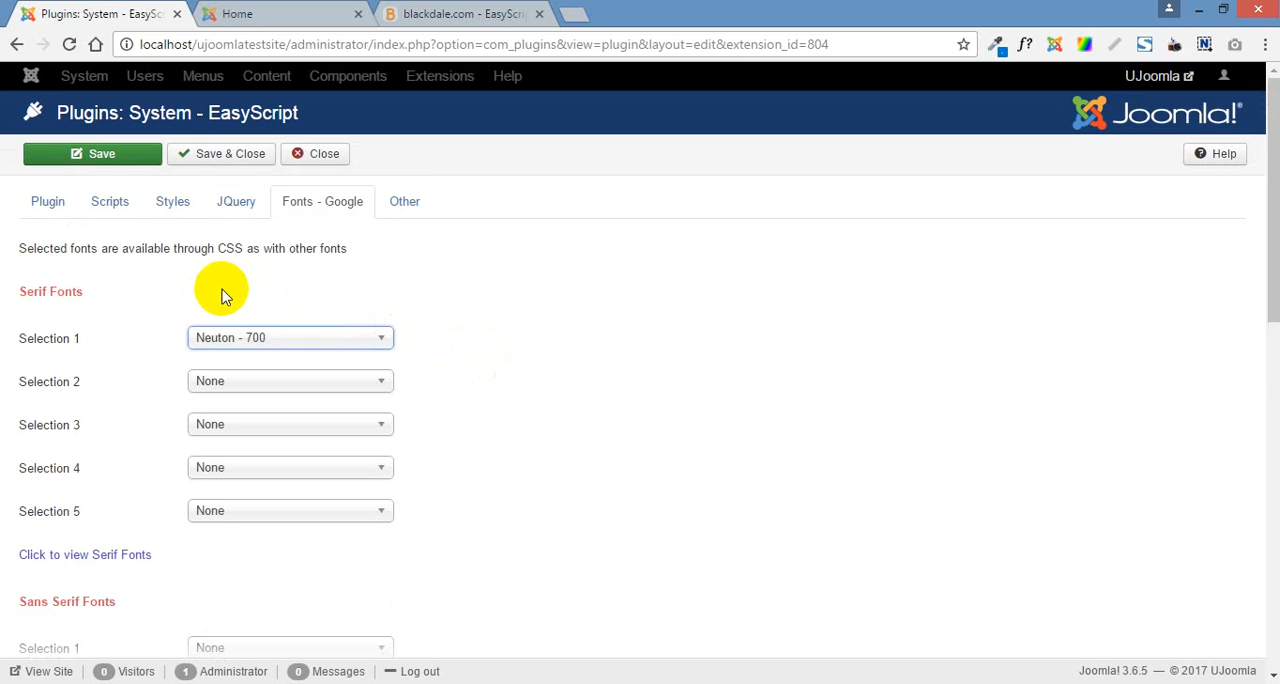 Plugins: System - EasySc
Home
blackdale.com - EasyScri
localhost/ujoomlatestsite/administrator/index.php?option=com_plugins&view=plugin&layout=edit&extension_id=804
f?
System Users Menus Content Components Extensions Help UJoomla
Plugins: System - EasyScript Joomla!®
Save Save & Close Close Help
Plugin Scripts Styles JQuery Fonts - Google Other
Selected fonts are available through CSS as with other fonts
Serif Fonts
Selection 1 Neuton - 700
Selection 2 None
Selection 3 None
Selection 4 None
Selection 5 None
Click to view Serif Fonts
Sans Serif Fonts
Selection 1 None
View Site 0 Visitors 1 Administrator 0 Messages Log out Joomla! 3.6.5 — © 2017 UJoomla